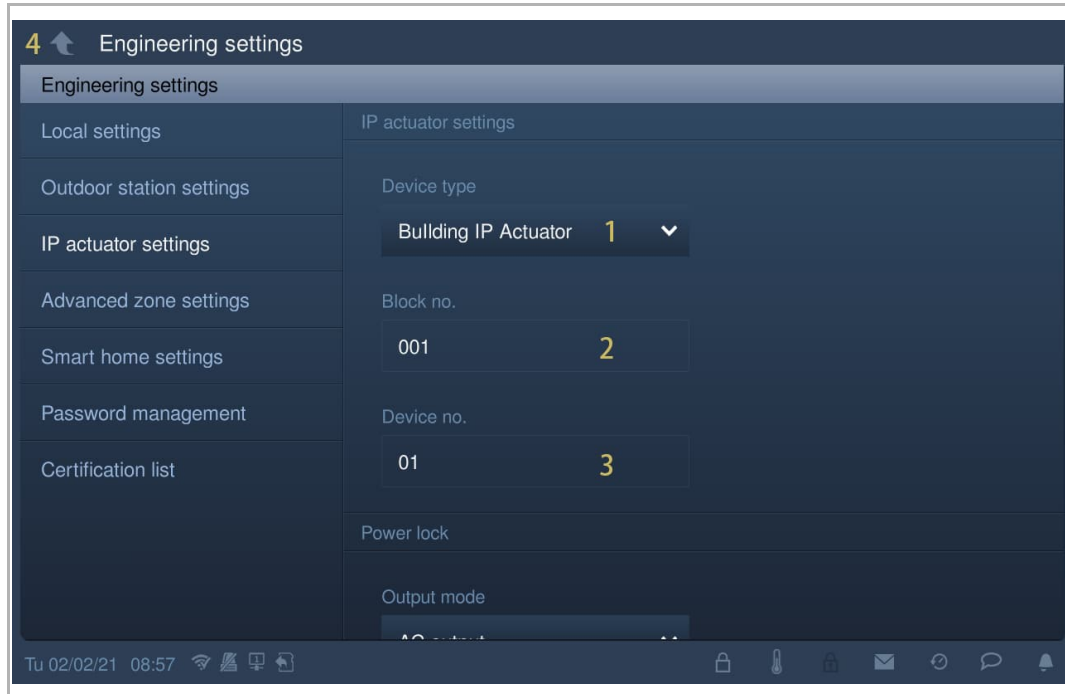 4 Engineering settings
Engineering settings
Local settings
Outdoor station settings
IP actuator settings
Advanced zone settings
Smart home settings
Password management
Certification list
IP actuator settings
Device type
Bullding IP Actuator 1
Block no.
001 2
Device no.
01 3
Power lock
Output mode
AC output
Tu 02/02/21 08:57